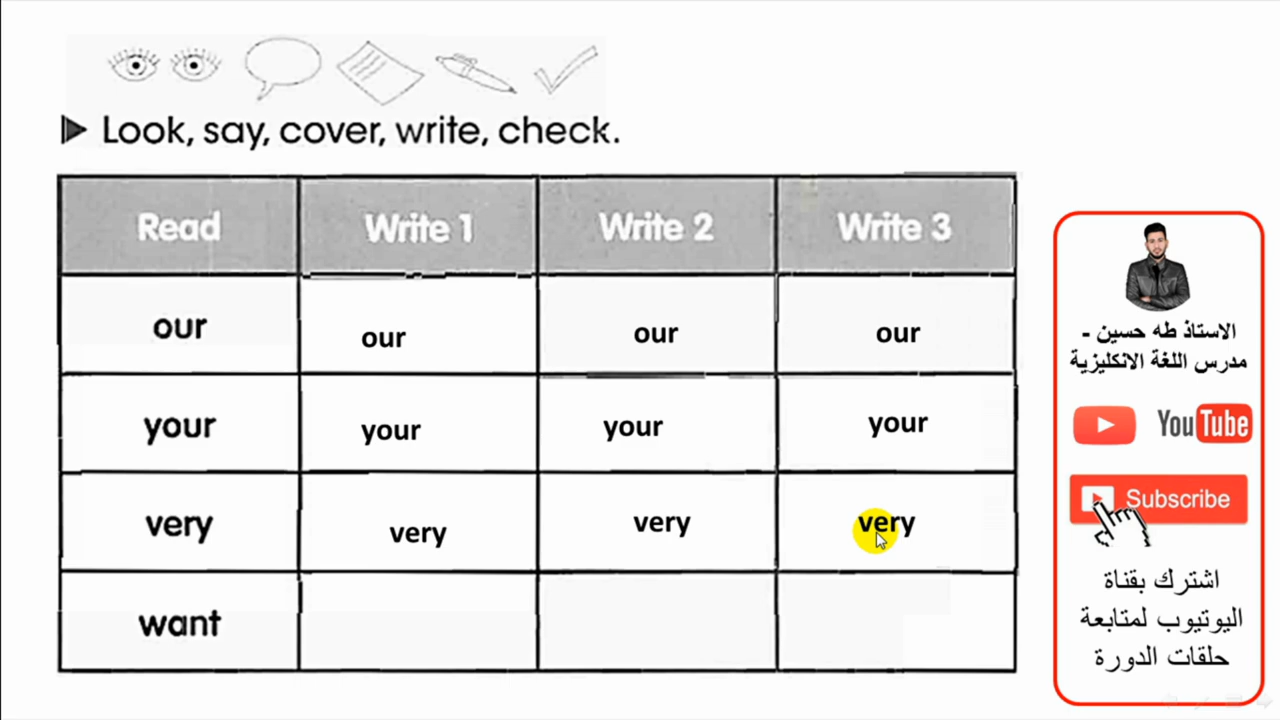 Look, say, cover, write, check.
Read Write 1 Write 2 Write 3
our our our our
your your your your
very very very very
want
الاستاذ طه حسين -
مدرس اللغة الانكليزية
YouTube
Subscribe
اشترك بقناة
اليوتيوب لمتابعة
حلقات الدورة